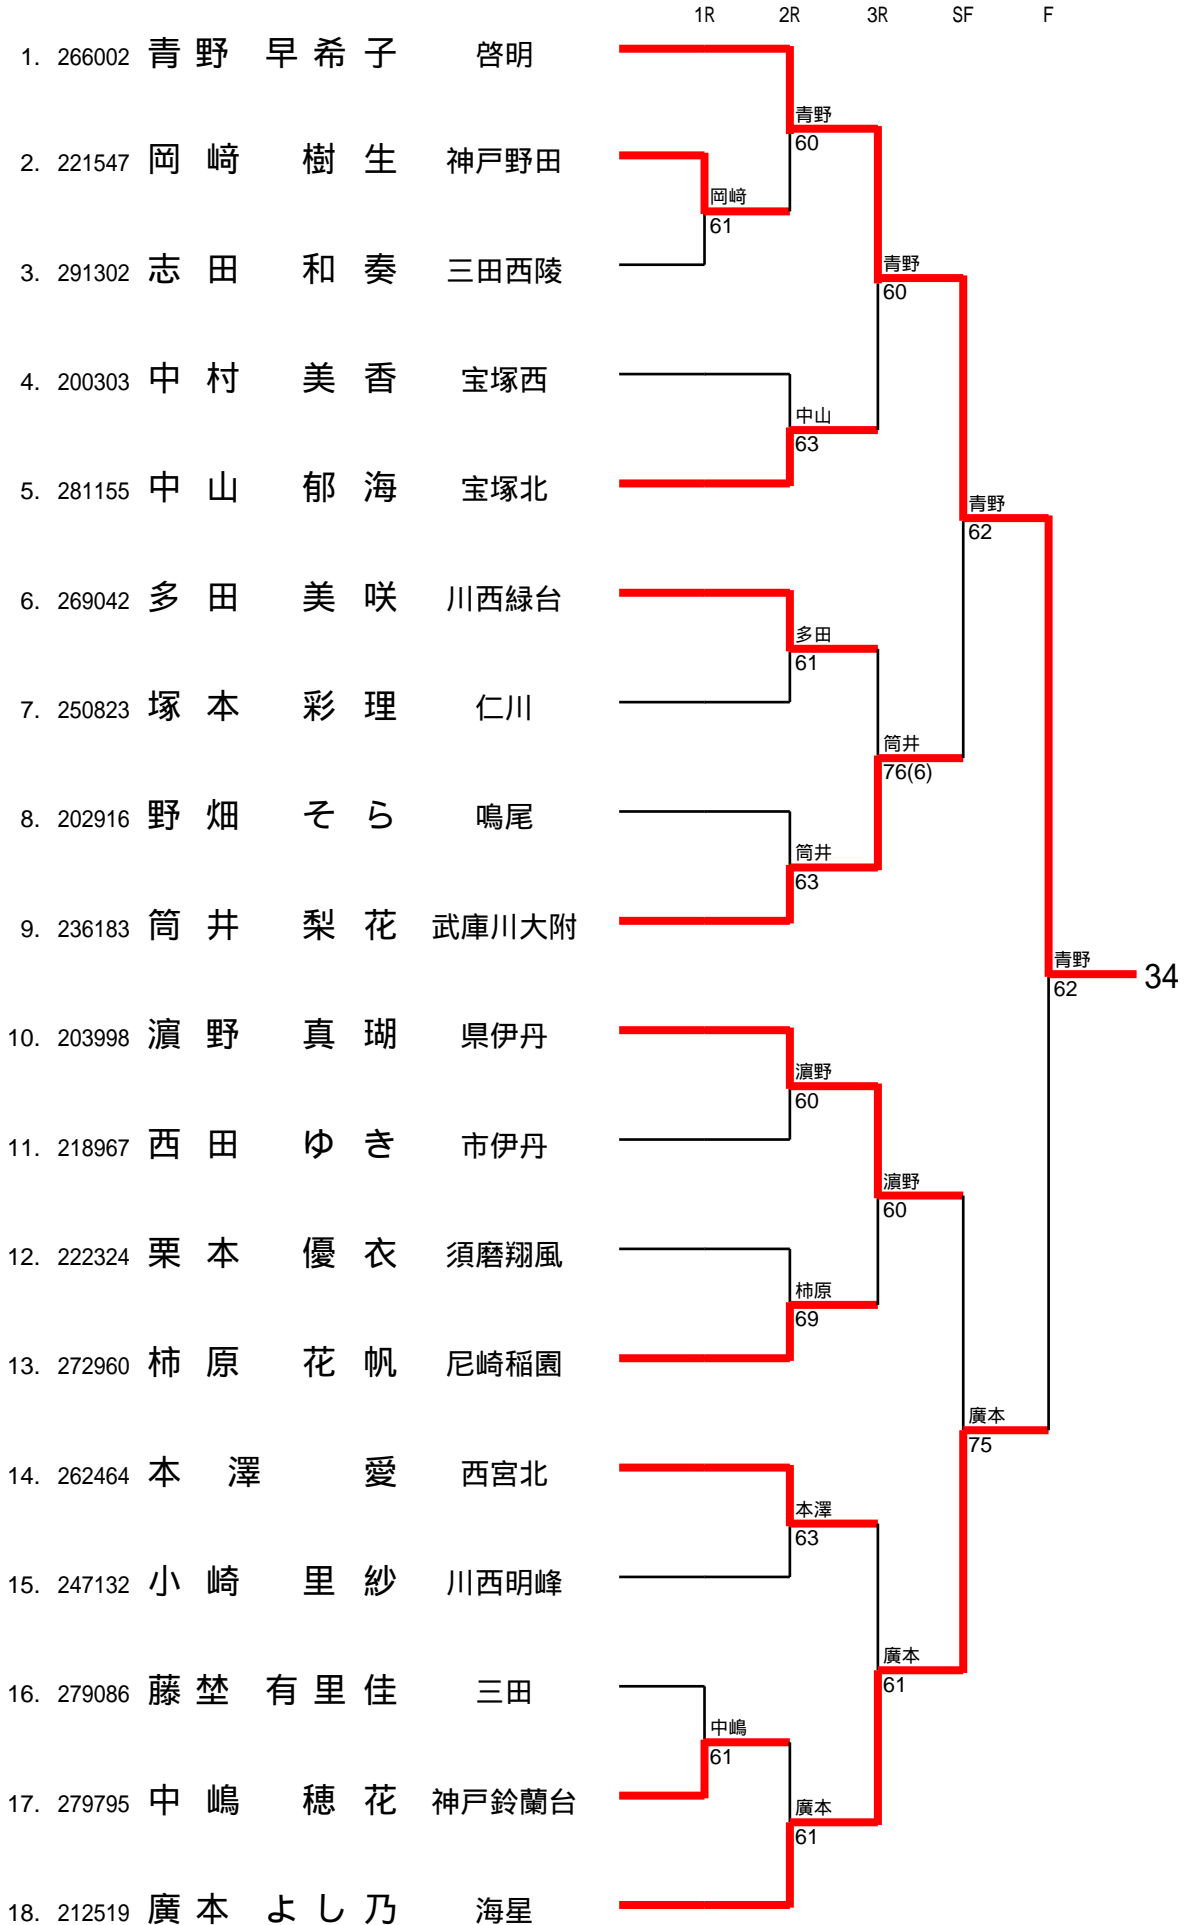 1R 2R 3R SF F
1. 266002 青野 早希子 啓明
青野
60
2. 221547 岡﨑 樹生 神戸野田
岡﨑
61
3. 291302 志田 和奏 三田西陵
青野
60
4. 200303 中村 美香 宝塚西
中山
63
5. 281155 中山 郁海 宝塚北
青野
62
6. 269042 多田 美咲 川西緑台
多田
61
7. 250823 塚本 彩理 仁川
筒井
76(6)
8. 202916 野畑 そら 鳴尾
筒井
63
9. 236183 筒井 梨花 武庫川大附
青野
62
34
10. 203998 濵野 真瑚 県伊丹
濵野
60
11. 218967 西田 ゆき 市伊丹
濵野
60
12. 222324 栗本 優衣 須磨翔風
柿原
69
13. 272960 柿原 花帆 尼崎稲園
廣本
75
14. 262464 本澤 愛 西宮北
本澤
63
15. 247132 小崎 里紗 川西明峰
廣本
61
16. 279086 藤埜 有里佳 三田
中嶋
61
17. 279795 中嶋 穂花 神戸鈴蘭台
廣本
61
18. 212519 廣本 よし乃 海星